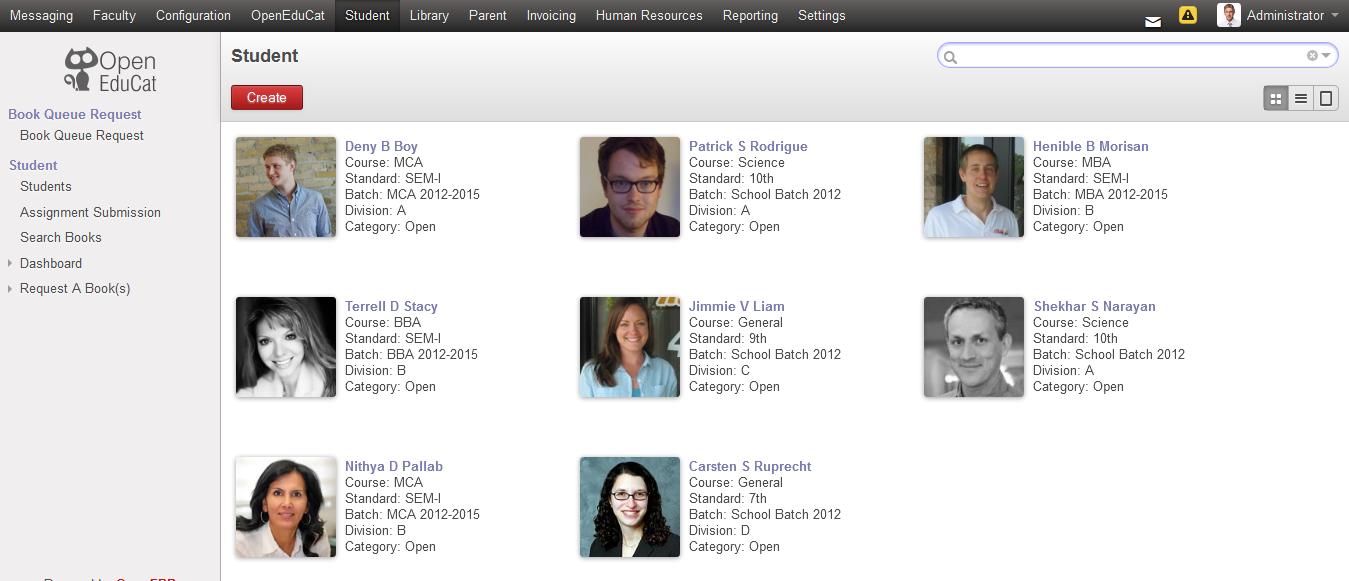 Messaging Faculty Configuration OpenEduCat Student Library Parent Invoicing Human Resources Reporting Settings Administrator
Open
EduCat
Book Queue Request
Book Queue Request
Student
Students
Assignment Submission
Search Books
Dashboard
Request A Book(s)
Student
Create
Deny B Boy
Course: MCA
Standard: SEM-I
Batch: MCA 2012-2015
Division: A
Category: Open
Patrick S Rodrigue
Course: Science
Standard: 10th
Batch: School Batch 2012
Division: A
Category: Open
Henible B Morisan
Course: MBA
Standard: SEM-I
Batch: MBA 2012-2015
Division: B
Category: Open
Terrell D Stacy
Course: BBA
Standard: SEM-I
Batch: BBA 2012-2015
Division: B
Category: Open
Jimmie V Liam
Course: General
Standard: 9th
Batch: School Batch 2012
Division: C
Category: Open
Shekhar S Narayan
Course: Science
Standard: 10th
Batch: School Batch 2012
Division: A
Category: Open
Nithya D Pallab
Course: MCA
Standard: SEM-I
Batch: MCA 2012-2015
Division: B
Category: Open
Carsten S Ruprecht
Course: General
Standard: 7th
Batch: School Batch 2012
Division: D
Category: Open